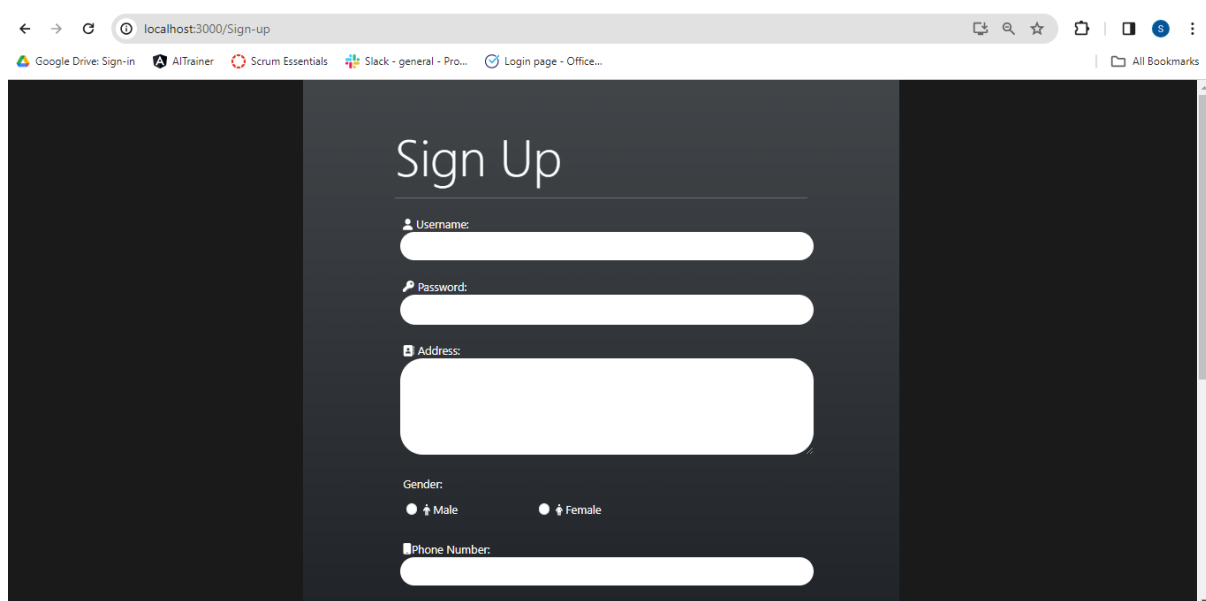 localhost:3000/Sign-up
S
Google Drive: Sign-in AITrainer Scrum Essentials Slack - general - Pro... Login page - Office... All Bookmarks
Sign Up
Username:
Password:
Address:
Gender:
Male Female
Phone Number: